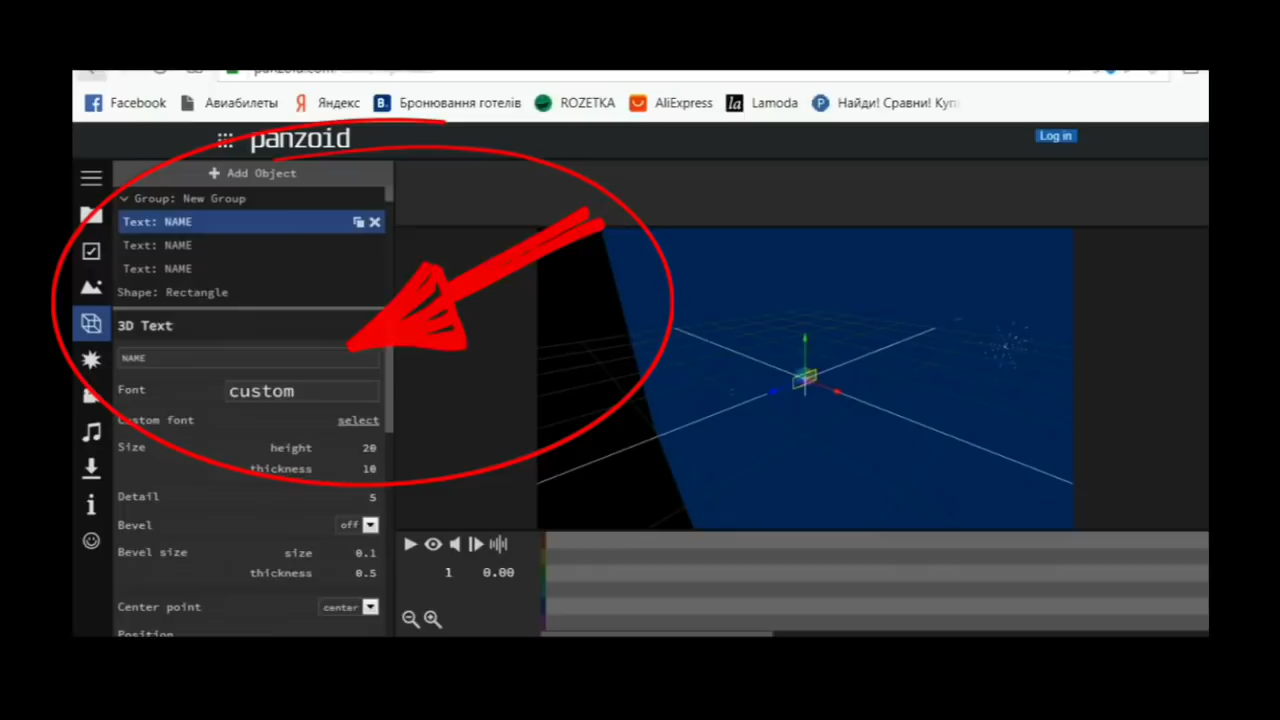 Facebook Авиабилеты Яндекс Бронювання готелів ROZETKA AliExpress Lamoda Найди! Сравни!
panzoid Log in
Add Object
Group: New Group
Text: NAME
Text: NAME
Text: NAME
Shape: Rectangle
3D Text
NAME
Font custom
Custom font select
Size height 20
thickness 10
Detail 5
Bevel off
Bevel size size 0.1
thickness 0.5
1 0.00
Center point center
Position